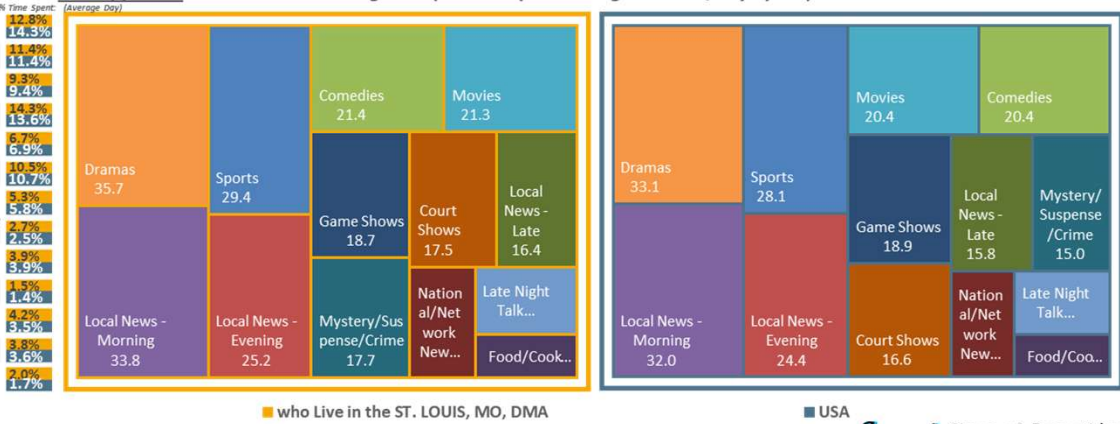 % Time Spent: (Average Day)
12.8%
14.3%
11.4%
11.4%
9.3%
9.4%
14.3%
13.6%
6.7%
6.9%
10.5%
10.7%
5.3%
5.8%
2.7%
2.5%
3.9%
3.9%
1.5%
1.4%
4.2%
3.5%
3.8%
3.6%
2.0%
1.7%
Dramas
35.7
Sports
29.4
Comedies
21.4
Movies
21.3
Game Shows
18.7
Court
Shows
17.5
Local
News -
Late
16.4
Local News -
Morning
33.8
Local News -
Evening
25.2
Mystery/Sus
pense/Crime
17.7
Nation
al/Net
work
New...
Late Night
Talk...
Food/Cook...
Dramas
33.1
Sports
28.1
Movies
20.4
Comedies
20.4
Game Shows
18.9
Local
News -
Late
15.8
Mystery/
Suspense
/Crime
15.0
Local News -
Morning
32.0
Local News -
Evening
24.4
Court Shows
16.6
Nation
al/Net
work
New...
Late Night
Talk...
Food/Coo...
who Live in the ST. LOUIS, MO, DMA
USA